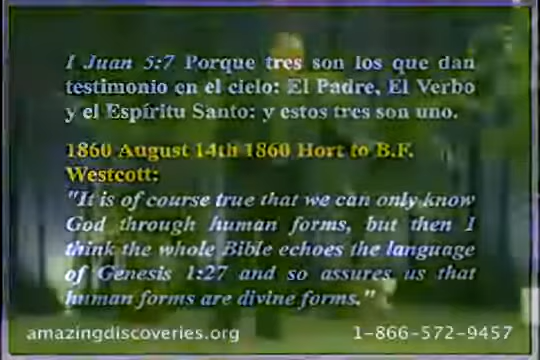 I Juan 5:7 Porque tres son los que dan
testimonio en el cielo: El Padre, El Verbo
y el Espíritu Santo: y estos tres son uno.
1860 August 14th 1860 Hort to B.F.
Westcott:
"It is of course true that we can only know
God through human forms, but then I
think the whole Bible echoes the language
of Genesis 1:27 and so assures us that
human forms are divine forms."
amazingdiscoveries.org 1-866-572-9457